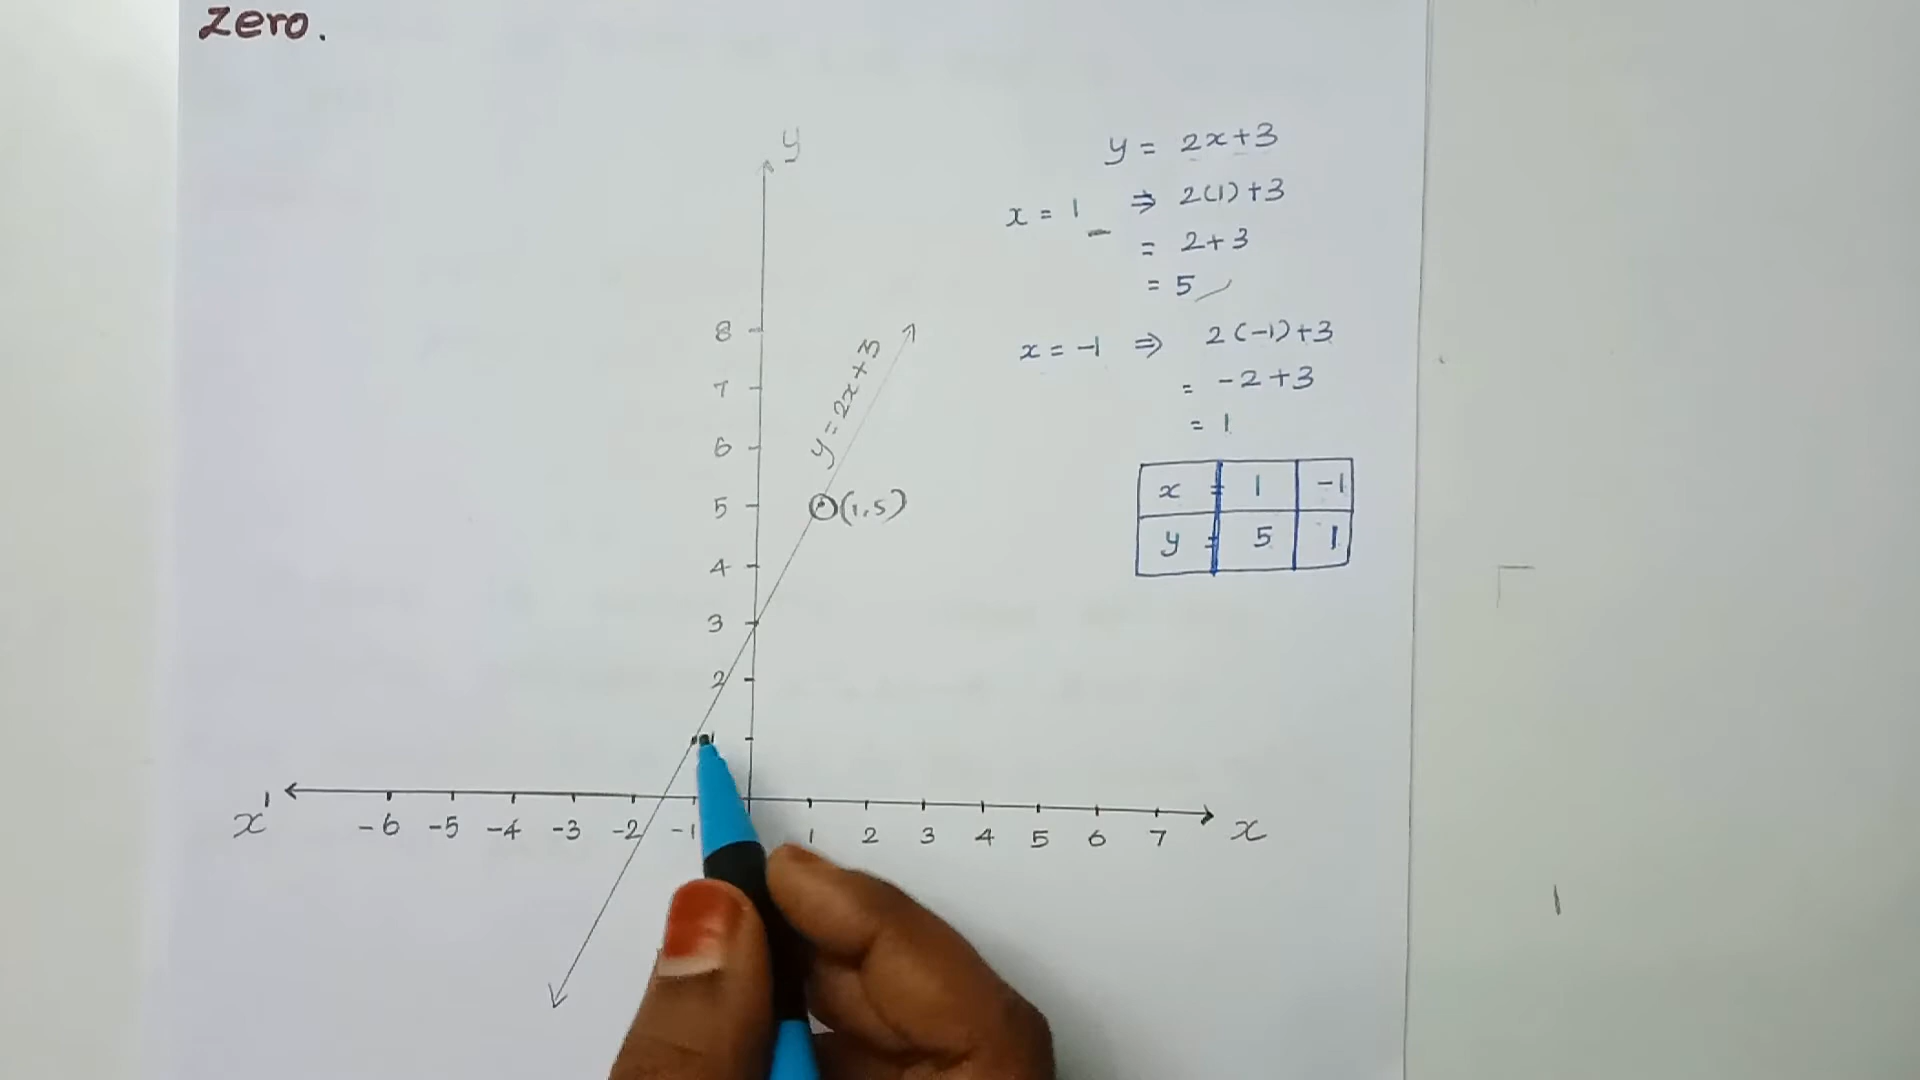 zero.
y
y = 2x+3
x = 1 ⇒ 2(1)+3
= 2+3
= 5
x = -1 ⇒ 2(-1)+3
= -2+3
= 1
x = 1 -1
y = 5 1
8
7
6
5
4
3
2
y = 2x+3
(1,5)
x' -6 -5 -4 -3 -2 -1 1 2 3 4 5 6 7 x